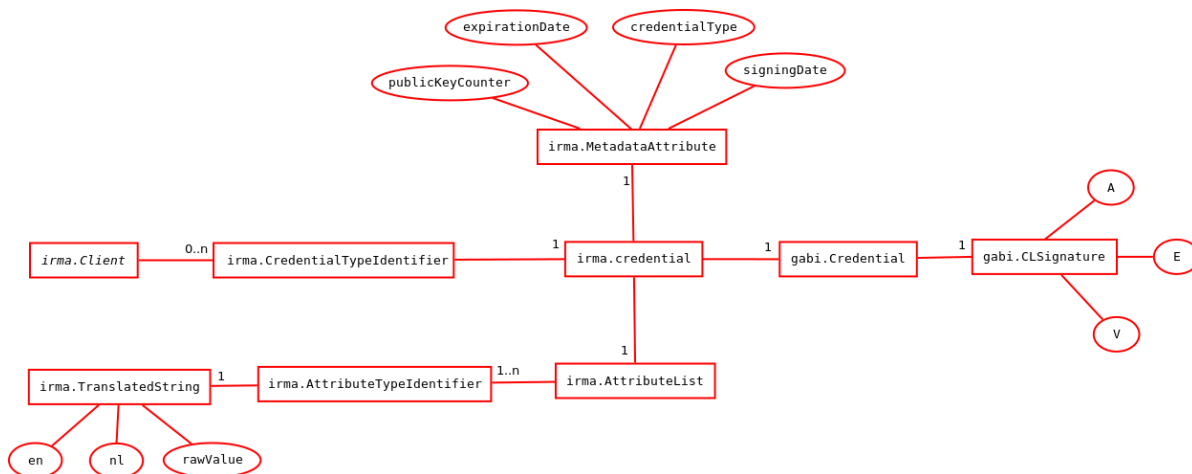 expirationDate
credentialType
publicKeyCounter
signingDate
irma.MetadataAttribute
1
A
irma.Client
0..n
irma.CredentialTypeIdentifier
1
irma.credential
1
gabi.Credential
1
gabi.CLSignature
E
V
1
irma.TranslatedString
1
irma.AttributeTypeIdentifier
1..n
irma.AttributeList
en
nl
rawValue